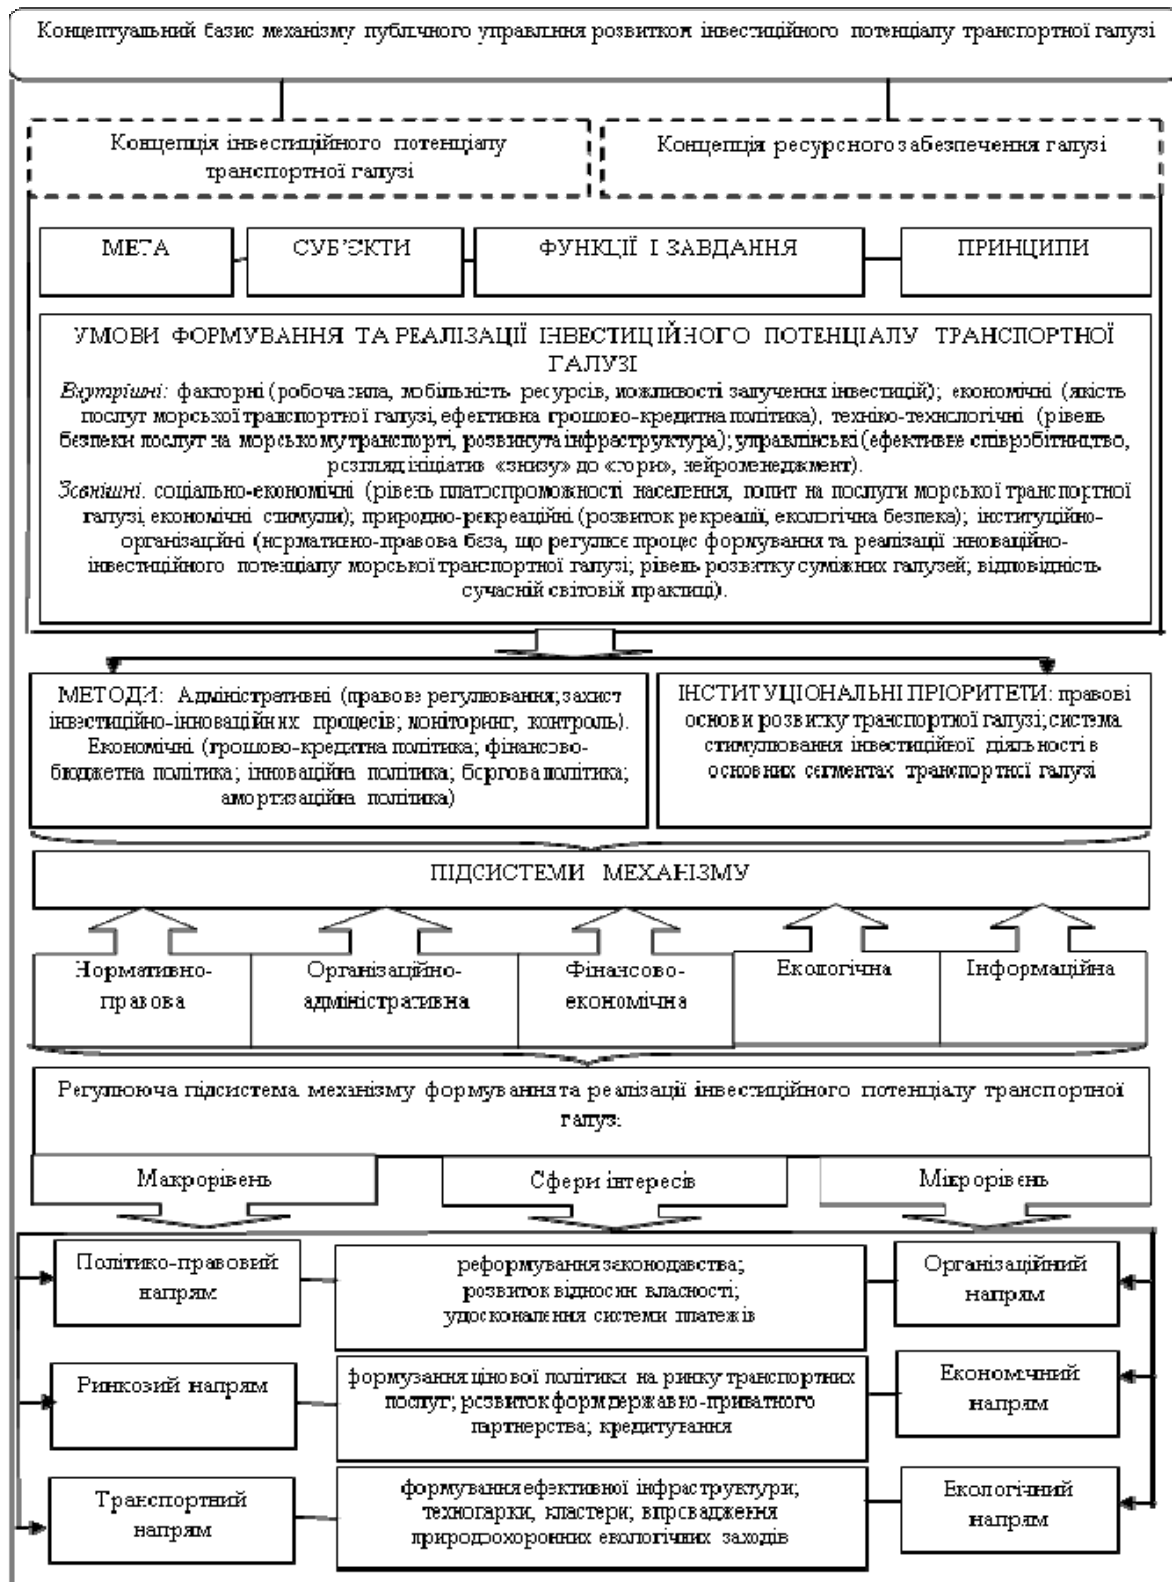 Концептуальний базис механізму публічного управління розвитком інвестиційного потенціалу транспортної галузі
Концепція інвестиційного потенціалу
транспортної галузі
Концепція ресурсного забезпечення галузі
МЕТА
СУБ'ЄКТИ
ФУНКЦІЇ І ЗАВДАННЯ
ПРИНЦИПИ
УМОВИ ФОРМУВАННЯ ТА РЕАЛІЗАЦІЇ ІНВЕСТИЦІЙНОГО ПОТЕНЦІАЛУ ТРАНСПОРТНОЇ
ГАЛУЗІ
Внутрішні: факторні (робоча сила, мобільність ресурсів, можливості залучення інвестицій); економічні (якість
послуг морської транспортної галузі, ефективна грошово-кредитна політика), техніко-технологічні (рівень
безпеки послуг на морському транспорті, розвинута інфраструктура); управлінські (ефективне співробітництво,
розгляд ініціатив «знизу» до «гори», нейроменеджмент).
Зовнішні: соціально-економічні (рівень платоспроможності населення, попит на послуги морської транспортної
галузі, економічні стимули); природно-рекреаційні (розвиток рекреації, екологічна безпека); інституційно-
організаційні (нормативно-правова база, що регулює процес формування та реалізації інноваційно-
інвестиційного потенціалу морської транспортної галузі; рівень розвитку суміжних галузей; відповідність
сучасній світовій практиці).
МЕТОДИ: Адміністративні (правове регулювання; захист
інвестиційно-інноваційних процесів; моніторинг, контроль).
Економічні (грошово-кредитна політика; фінансово-
бюджетна політика; інноваційна політика; боргова політика;
амортизаційна політика)
ІНСТИТУЦІОНАЛЬНІ ПРІОРИТЕТИ: правові
основи розвитку транспортної галузі; система
стимулювання інвестиційної діяльності в
основних сегментах транспортної галузі
ПІДСИСТЕМИ МЕХАНІЗМУ
Нормативно-
правова
Організаційно-
адміністративна
Фінансово-
економічна
Екологічна
Інформаційна
Регулююча підсистема механізму формування та реалізації інвестиційного потенціалу транспортної
галузі
Макрорівень
Сфери інтересів
Мікрорівень
Політико-правовий
напрям
реформування законодавства;
розвиток відносин власності;
удосконалення системи платежів
Організаційний
напрям
Ринковий напрям
формування цінової політики на ринку транспортних
послуг; розвиток форм державно-приватного
партнерства; кредитування
Економічний
напрям
Транспортний
напрям
формування ефективної інфраструктури;
технопарки, кластери; впровадження
природоохоронних екологічних заходів
Екологічний
напрям